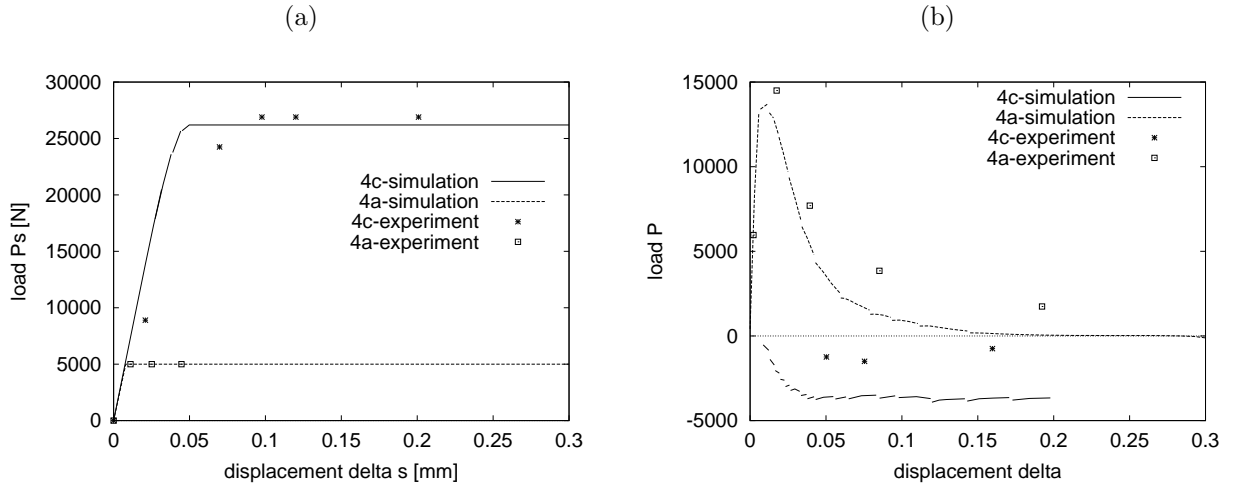 (a)
(b)
30000
25000
20000
15000
10000
5000
0
0
0.05
0.1
0.15
0.2
0.25
0.3
load Ps [N]
displacement delta s [mm]
4c-simulation
4a-simulation
4c-experiment
4a-experiment
15000
10000
5000
0
-5000
0
0.05
0.1
0.15
0.2
0.25
0.3
load P
displacement delta
4c-simulation
4a-simulation
4c-experiment
4a-experiment